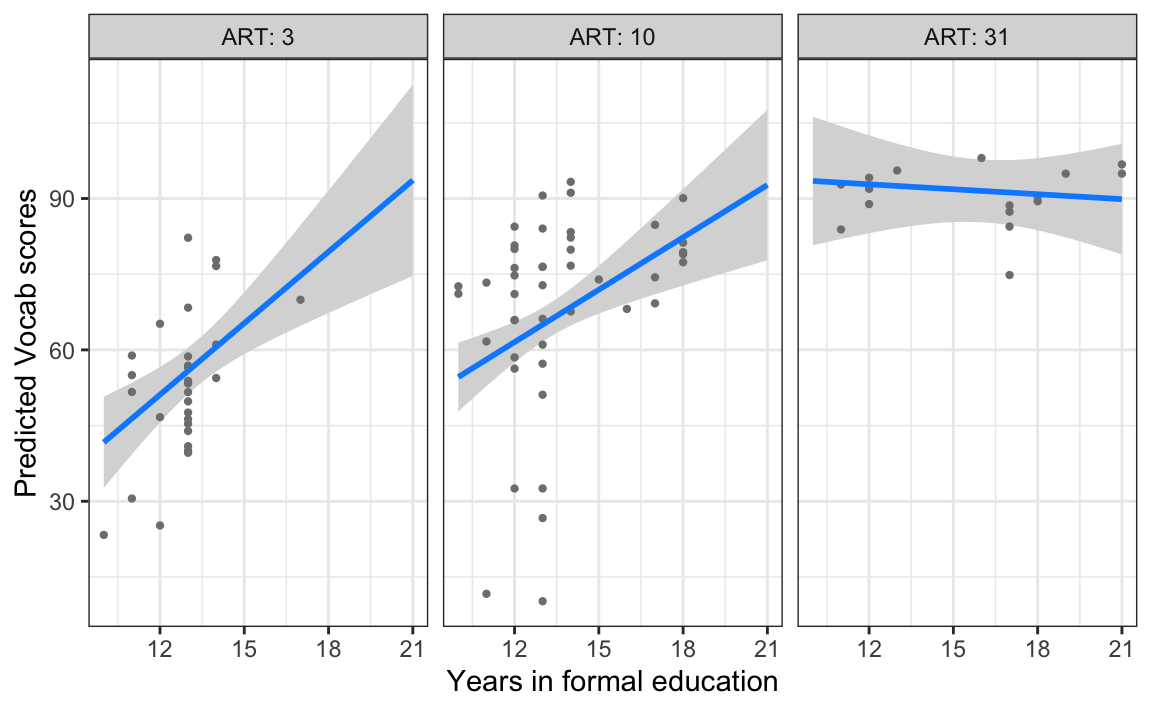 ART: 3
ART: 10
ART: 31
Predicted Vocab scores
90
60
30
12 15 18 21
12 15 18 21
12 15 18 21
Years in formal education